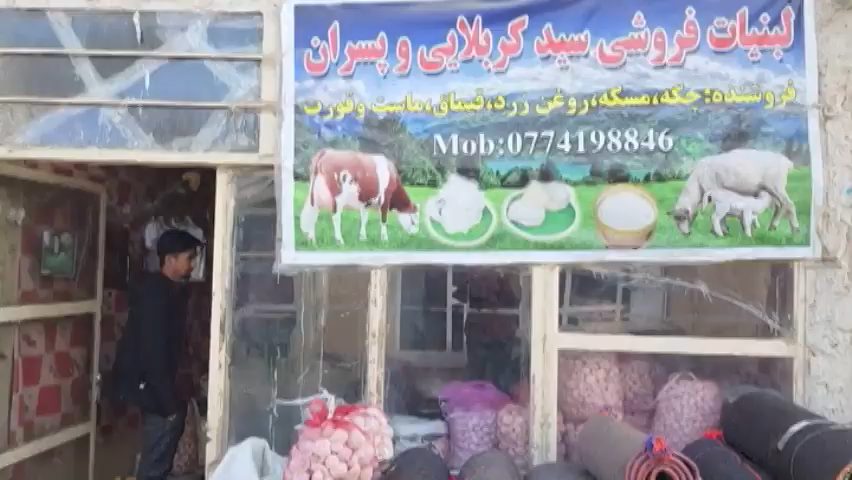 لبنیات فروشی سید کربلایی و پسران
فروشنده: چکه، مسکه، روغن زرد، قیماق، ماست و قورت
Mob:0774198846